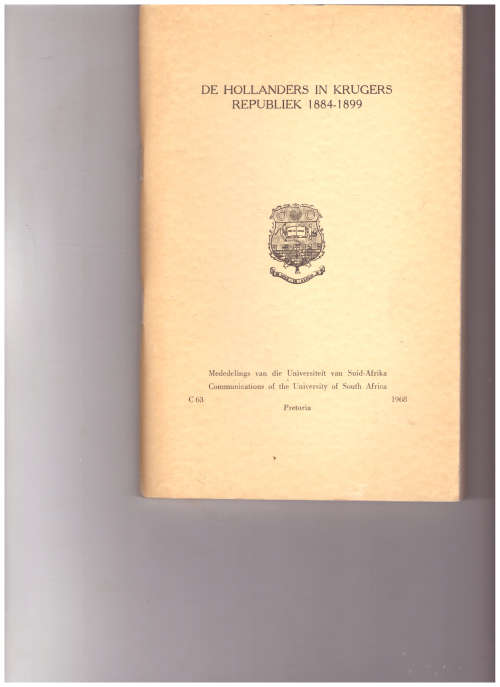 DE HOLLANDERS IN KRUGERS
REPUBLIEK 1884-1899
Mededelings van die Universiteit van Suid-Afrika
Communications of the University of South Africa
C 63 1968
Pretoria